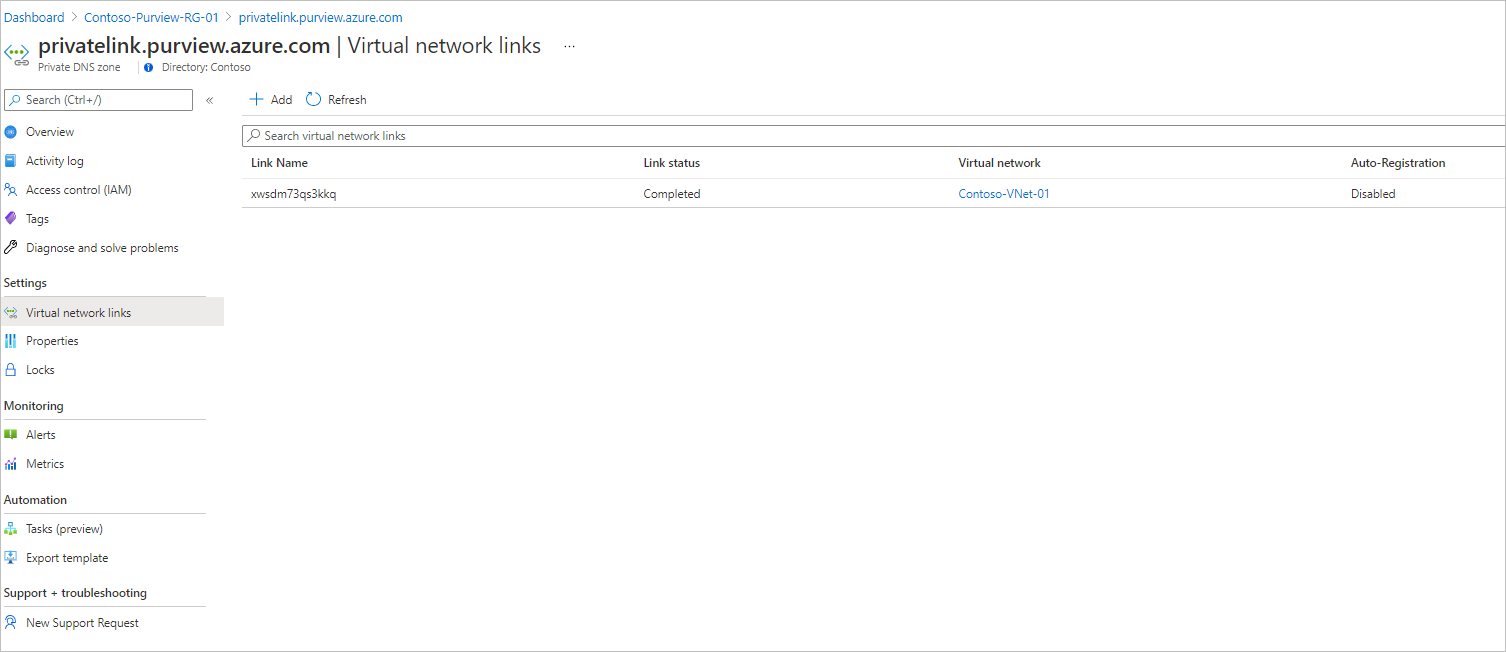 Dashboard > Contoso-Purview-RG-01 > privatelink.purview.azure.com
privatelink.purview.azure.com | Virtual network links ...
Private DNS zone Directory: Contoso
Search (Ctrl+/) «
Overview
Activity log
Access control (IAM)
Tags
Diagnose and solve problems
Settings
Virtual network links
Properties
Locks
Monitoring
Alerts
Metrics
Automation
Tasks (preview)
Export template
Support + troubleshooting
New Support Request
+ Add Refresh
Search virtual network links
Link Name Link status Virtual network Auto-Registration
xwsdm73qs3kkq Completed Contoso-VNet-01 Disabled